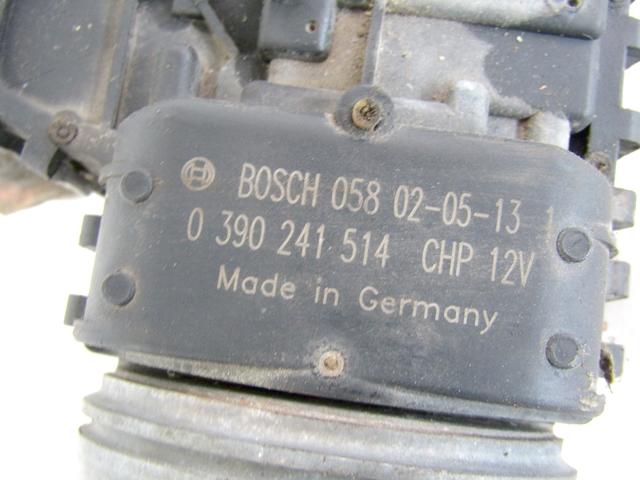 BOSCH 058 02-05-13 1
0 390 241 514 CHP 12V
Made in Germany